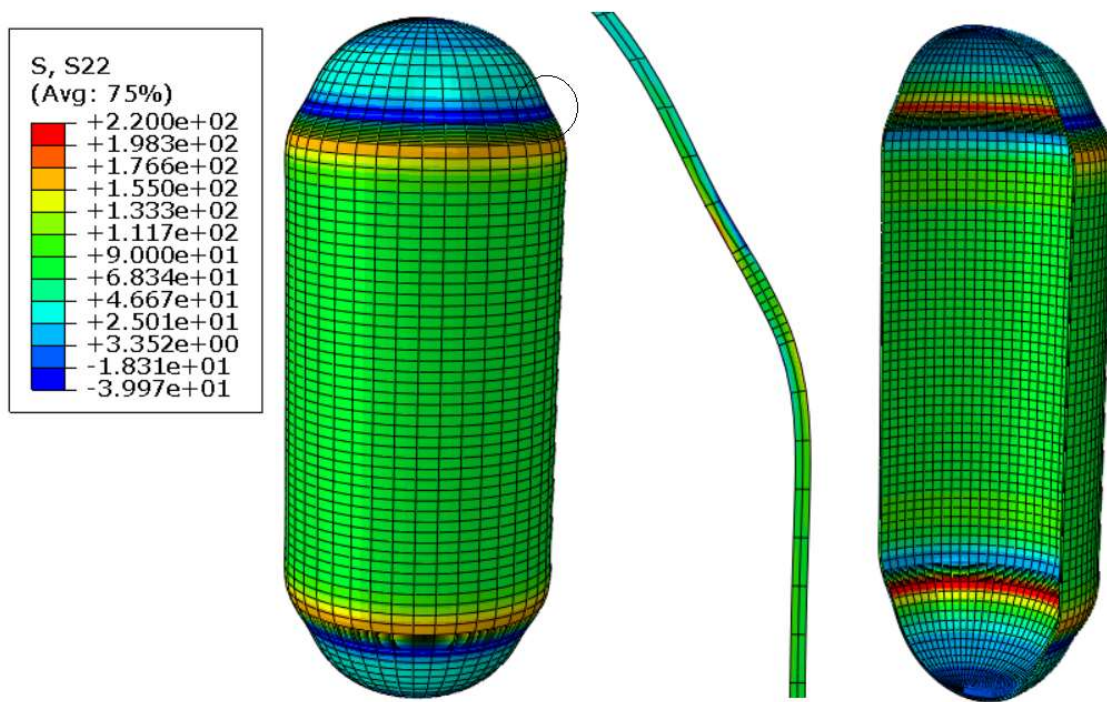 S, S22
(Avg: 75%)
+2.200e+02
+1.983e+02
+1.766e+02
+1.550e+02
+1.333e+02
+1.117e+02
+9.000e+01
+6.834e+01
+4.667e+01
+2.501e+01
+3.352e+00
-1.831e+01
-3.997e+01